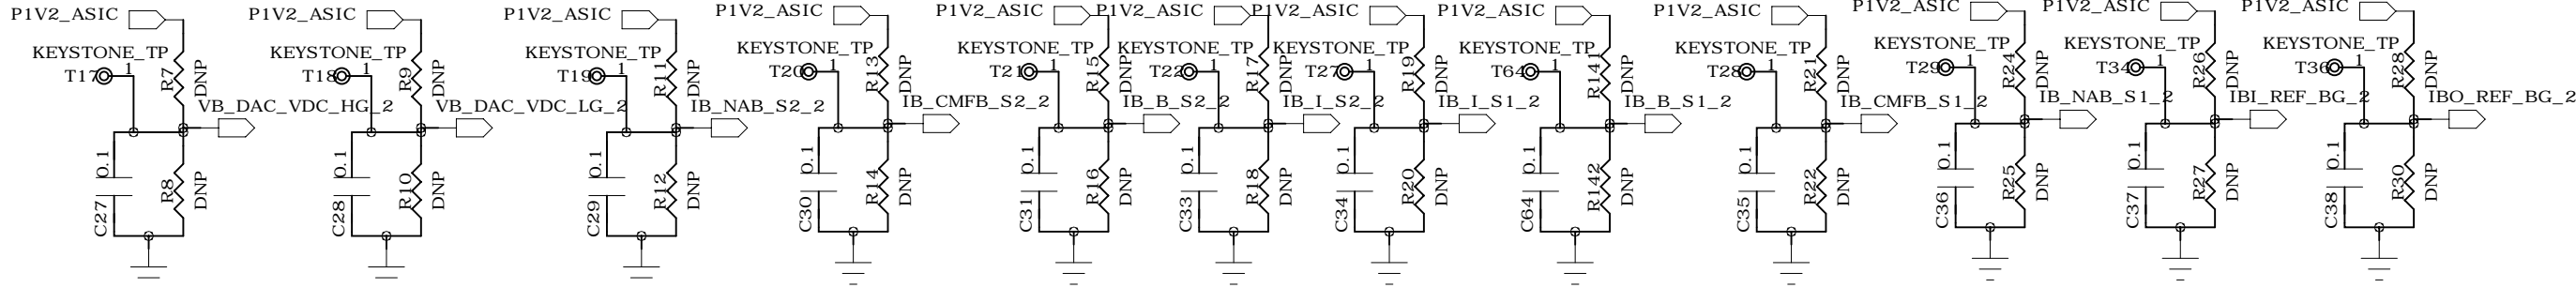 P1V2_ASIC
KEYSTONE_TP
T17
1
R7
DNP
VB_DAC_VDC_HG_2
0.1
C27
R8
DNP
P1V2_ASIC
KEYSTONE_TP
T18
1
R9
DNP
VB_DAC_VDC_LG_2
0.1
C28
R10
DNP
P1V2_ASIC
KEYSTONE_TP
T19
1
R11
DNP
IB_NAB_S2_2
0.1
C29
R12
DNP
P1V2_ASIC
KEYSTONE_TP
T20
1
R13
DNP
IB_CMFB_S2_2
0.1
C30
R14
DNP
P1V2_ASIC
KEYSTONE_TP
T21
1
R15
DNP
IB_B_S2_2
0.1
C31
R16
DNP
P1V2_ASIC
KEYSTONE_TP
T22
1
R17
DNP
IB_I_S2_2
0.1
C33
R18
DNP
P1V2_ASIC
KEYSTONE_TP
T27
1
R19
DNP
IB_I_S1_2
0.1
C34
R20
DNP
P1V2_ASIC
KEYSTONE_TP
T64
1
R141
DNP
IB_B_S1_2
0.1
C64
R142
DNP
P1V2_ASIC
KEYSTONE_TP
T28
1
R21
DNP
IB_CMFB_S1_2
0.1
C35
R22
DNP
P1V2_ASIC
KEYSTONE_TP
T29
1
R24
DNP
IB_NAB_S1_2
0.1
C36
R25
DNP
P1V2_ASIC
KEYSTONE_TP
T34
1
R26
DNP
IBI_REF_BG_2
0.1
C37
R27
DNP
P1V2_ASIC
KEYSTONE_TP
T36
1
R28
DNP
IBO_REF_BG_2
0.1
C38
R30
DNP